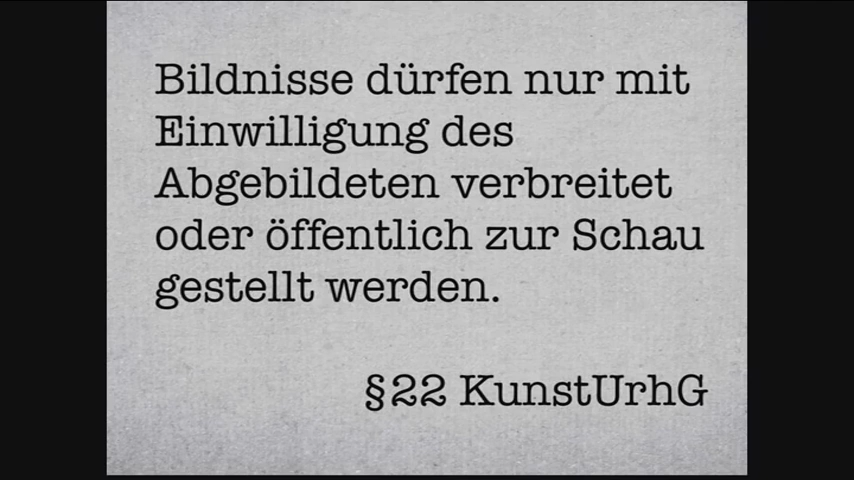 Bildnisse dürfen nur mit
Einwilligung des
Abgebildeten verbreitet
oder öffentlich zur Schau
gestellt werden.
§22 KunstUrhG